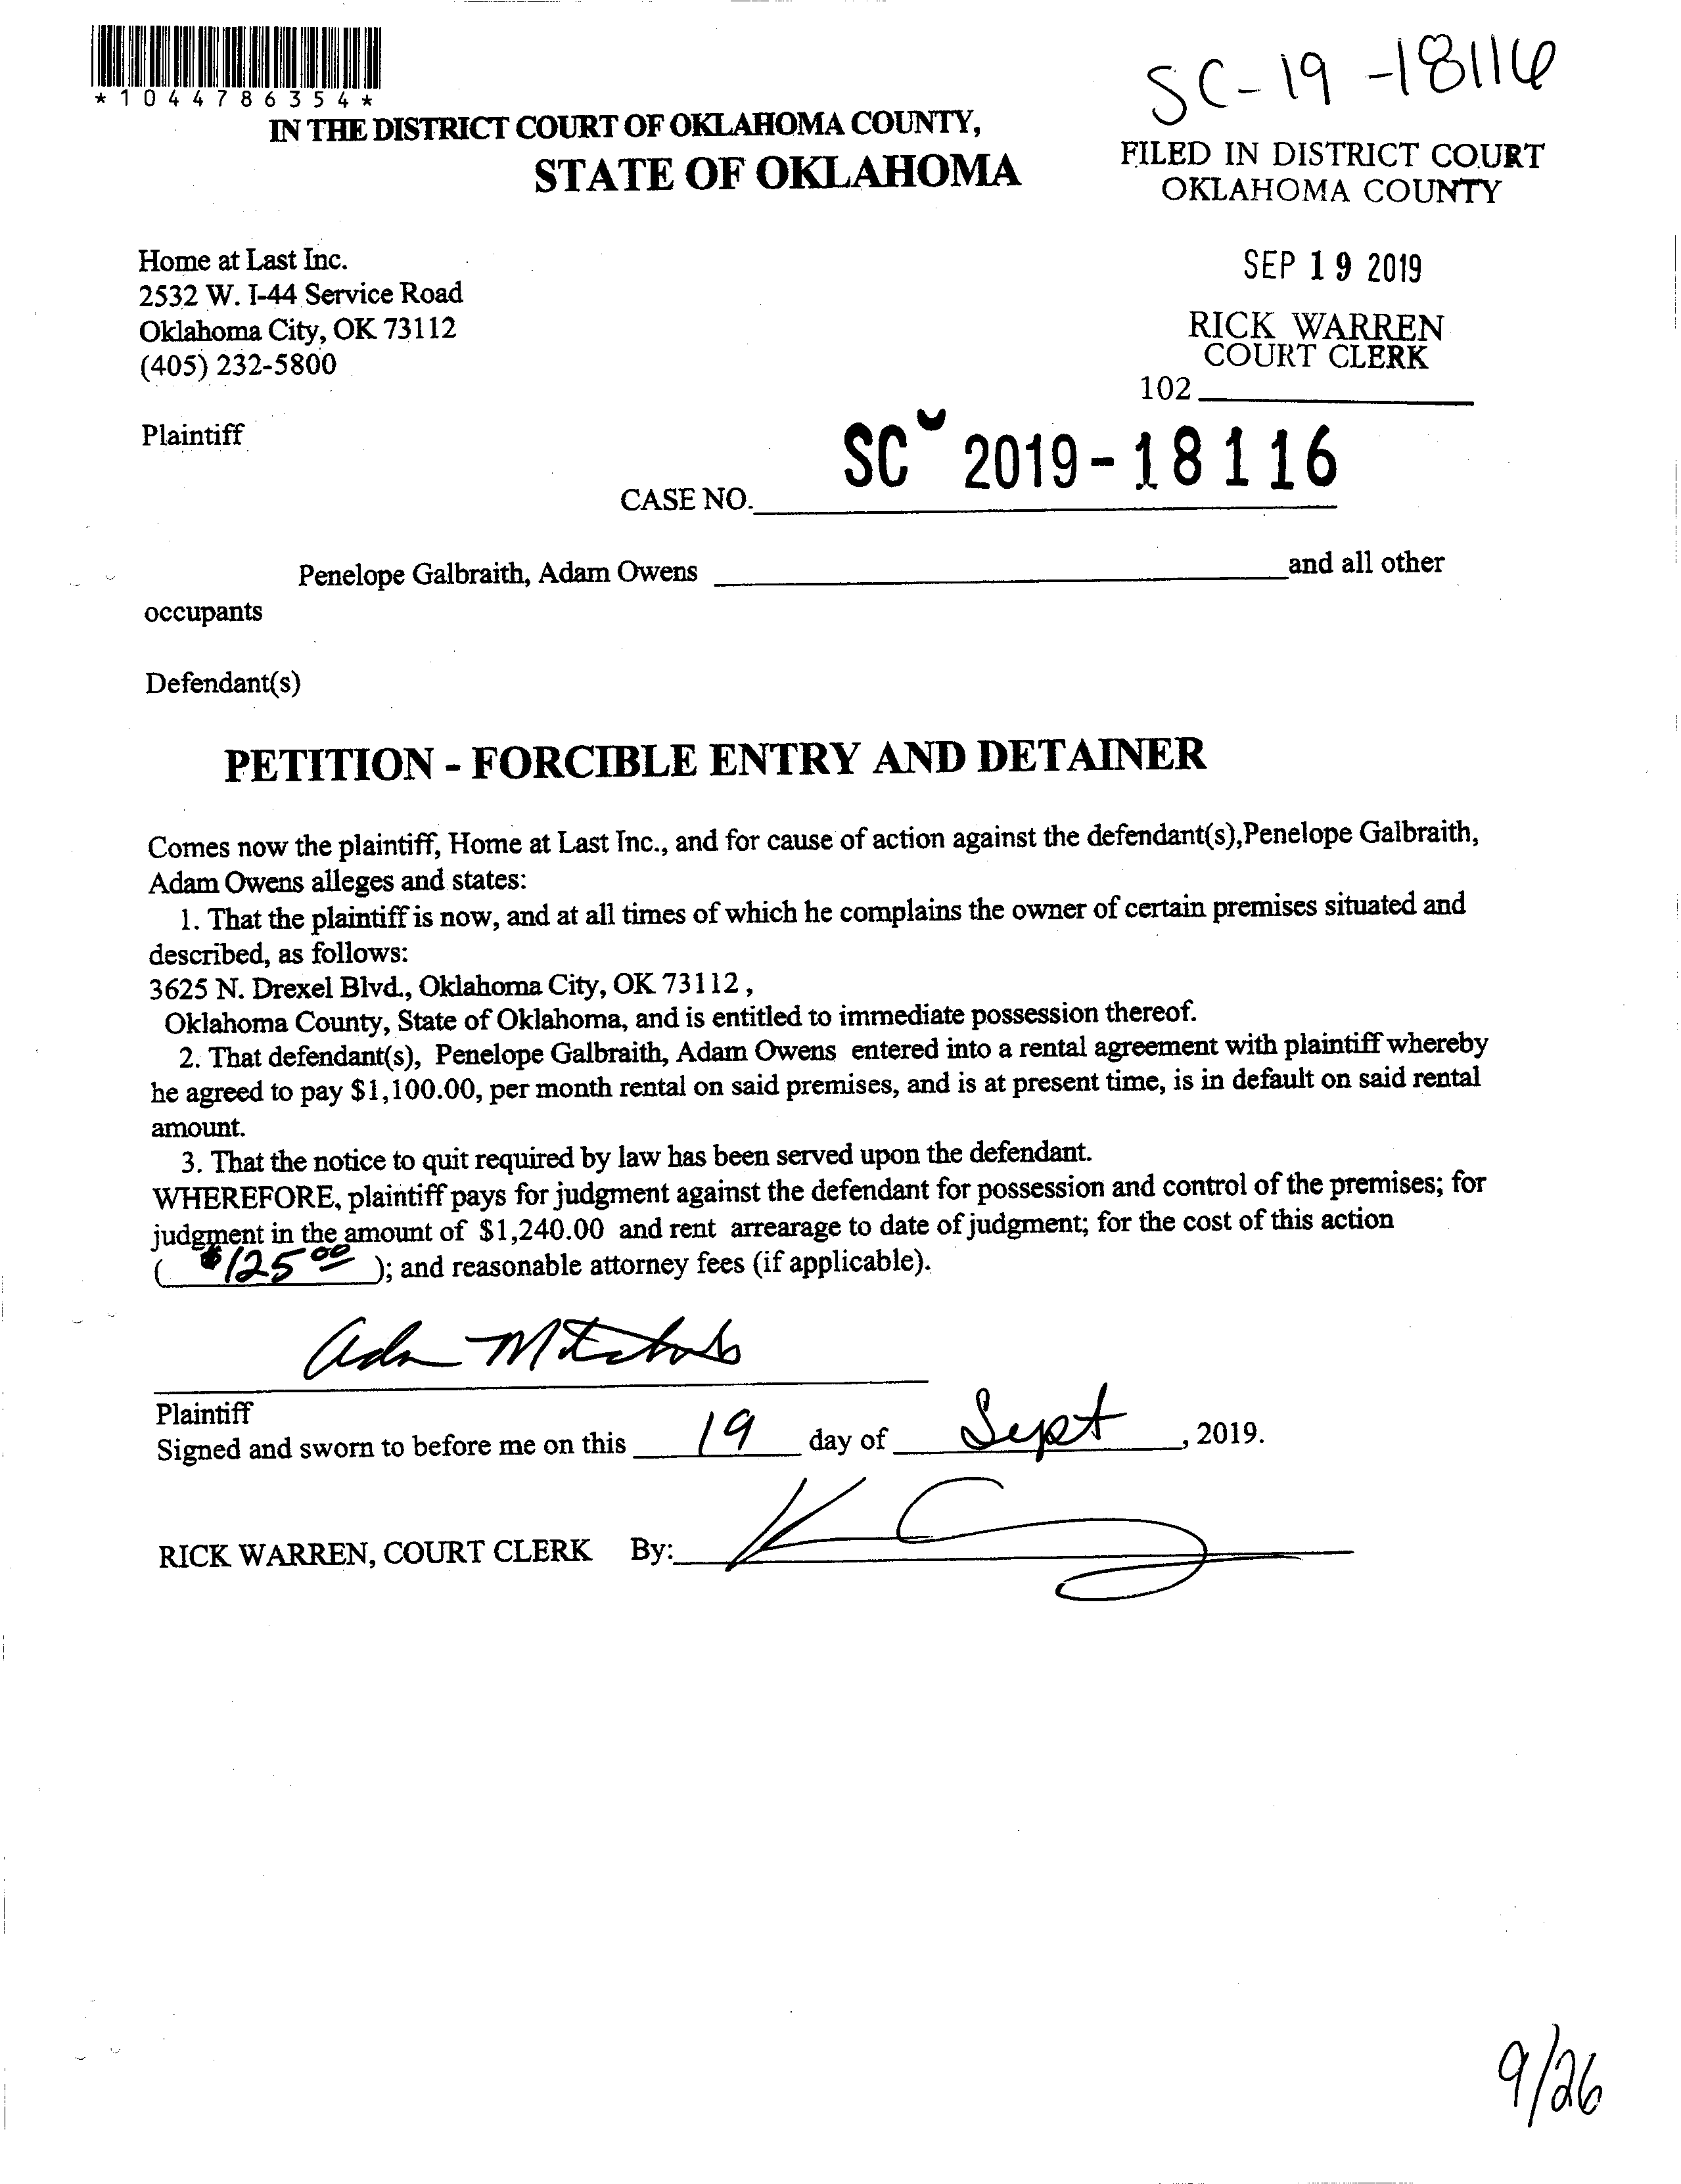 SC-19-18116
*1044786354*
IN THE DISTRICT COURT OF OKLAHOMA COUNTY,
STATE OF OKLAHOMA
FILED IN DISTRICT COURT
OKLAHOMA COUNTY
SEP 19 2019
RICK WARREN
COURT CLERK
102
Home at Last Inc.
2532 W. I-44 Service Road
Oklahoma City, OK 73112
(405) 232-5800
Plaintiff
CASE NO. SC 2019-18116
Penelope Galbraith, Adam Owens and all other
occupants
Defendant(s)
PETITION - FORCIBLE ENTRY AND DETAINER
Comes now the plaintiff, Home at Last Inc., and for cause of action against the defendant(s),Penelope Galbraith,
Adam Owens alleges and states:
1. That the plaintiff is now, and at all times of which he complains the owner of certain premises situated and
described, as follows:
3625 N. Drexel Blvd., Oklahoma City, OK 73112 ,
Oklahoma County, State of Oklahoma, and is entitled to immediate possession thereof.
2. That defendant(s), Penelope Galbraith, Adam Owens entered into a rental agreement with plaintiff whereby
he agreed to pay $1,100.00, per month rental on said premises, and is at present time, is in default on said rental
amount.
3. That the notice to quit required by law has been served upon the defendant.
WHEREFORE, plaintiff pays for judgment against the defendant for possession and control of the premises; for
judgment in the amount of $1,240.00 and rent arrearage to date of judgment; for the cost of this action
( $125 00 ); and reasonable attorney fees (if applicable).
Plaintiff
Signed and sworn to before me on this 19 day of Sept, 2019.
RICK WARREN, COURT CLERK By:
9/26